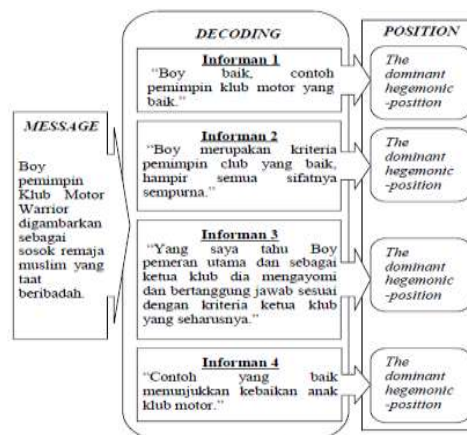 DECODING
POSITION
MESSAGE
Boy
pemimpin
Klub Motor
Warrior
digambarkan
sebagai
sosok remaja
muslim yang
taat
beribadah.
Informan 1
“Boy baik, contoh
pemimpin klub motor yang
baik.”
The
dominant
hegemonic
-position
Informan 2
“Boy merupakan kriteria
pemimpin club yang baik,
hampir semua sifatnya
sempurna.”
The
dominant
hegemonic
-position
Informan 3
“Yang saya tahu Boy
pemeran utama dan sebagai
ketua klub dia mengayomi
dan bertanggung jawab sesuai
dengan kriteria ketua klub
yang seharusnya.”
The
dominant
hegemonic
-position
Informan 4
“Contoh yang baik
menunjukkan kebaikan anak
klub motor.”
The
dominant
hegemonic
-position